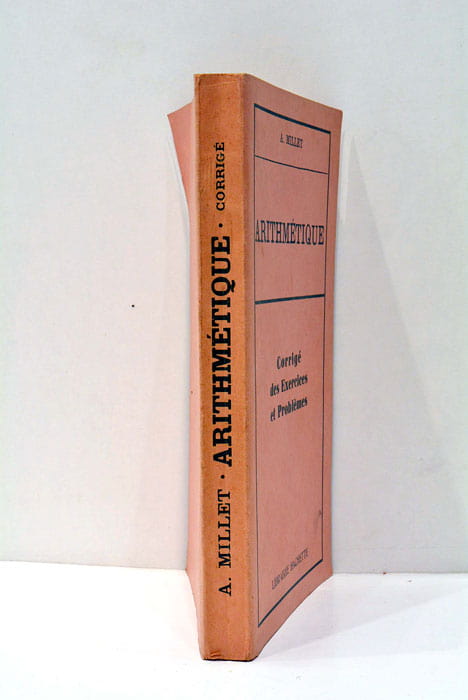 A. MILLET · ARITHMÉTIQUE · CORRIGÉ
A. MILLET
ARITHMÉTIQUE
Corrigé
des Exercices
et Problèmes
LIBRAIRIE HACHETTE